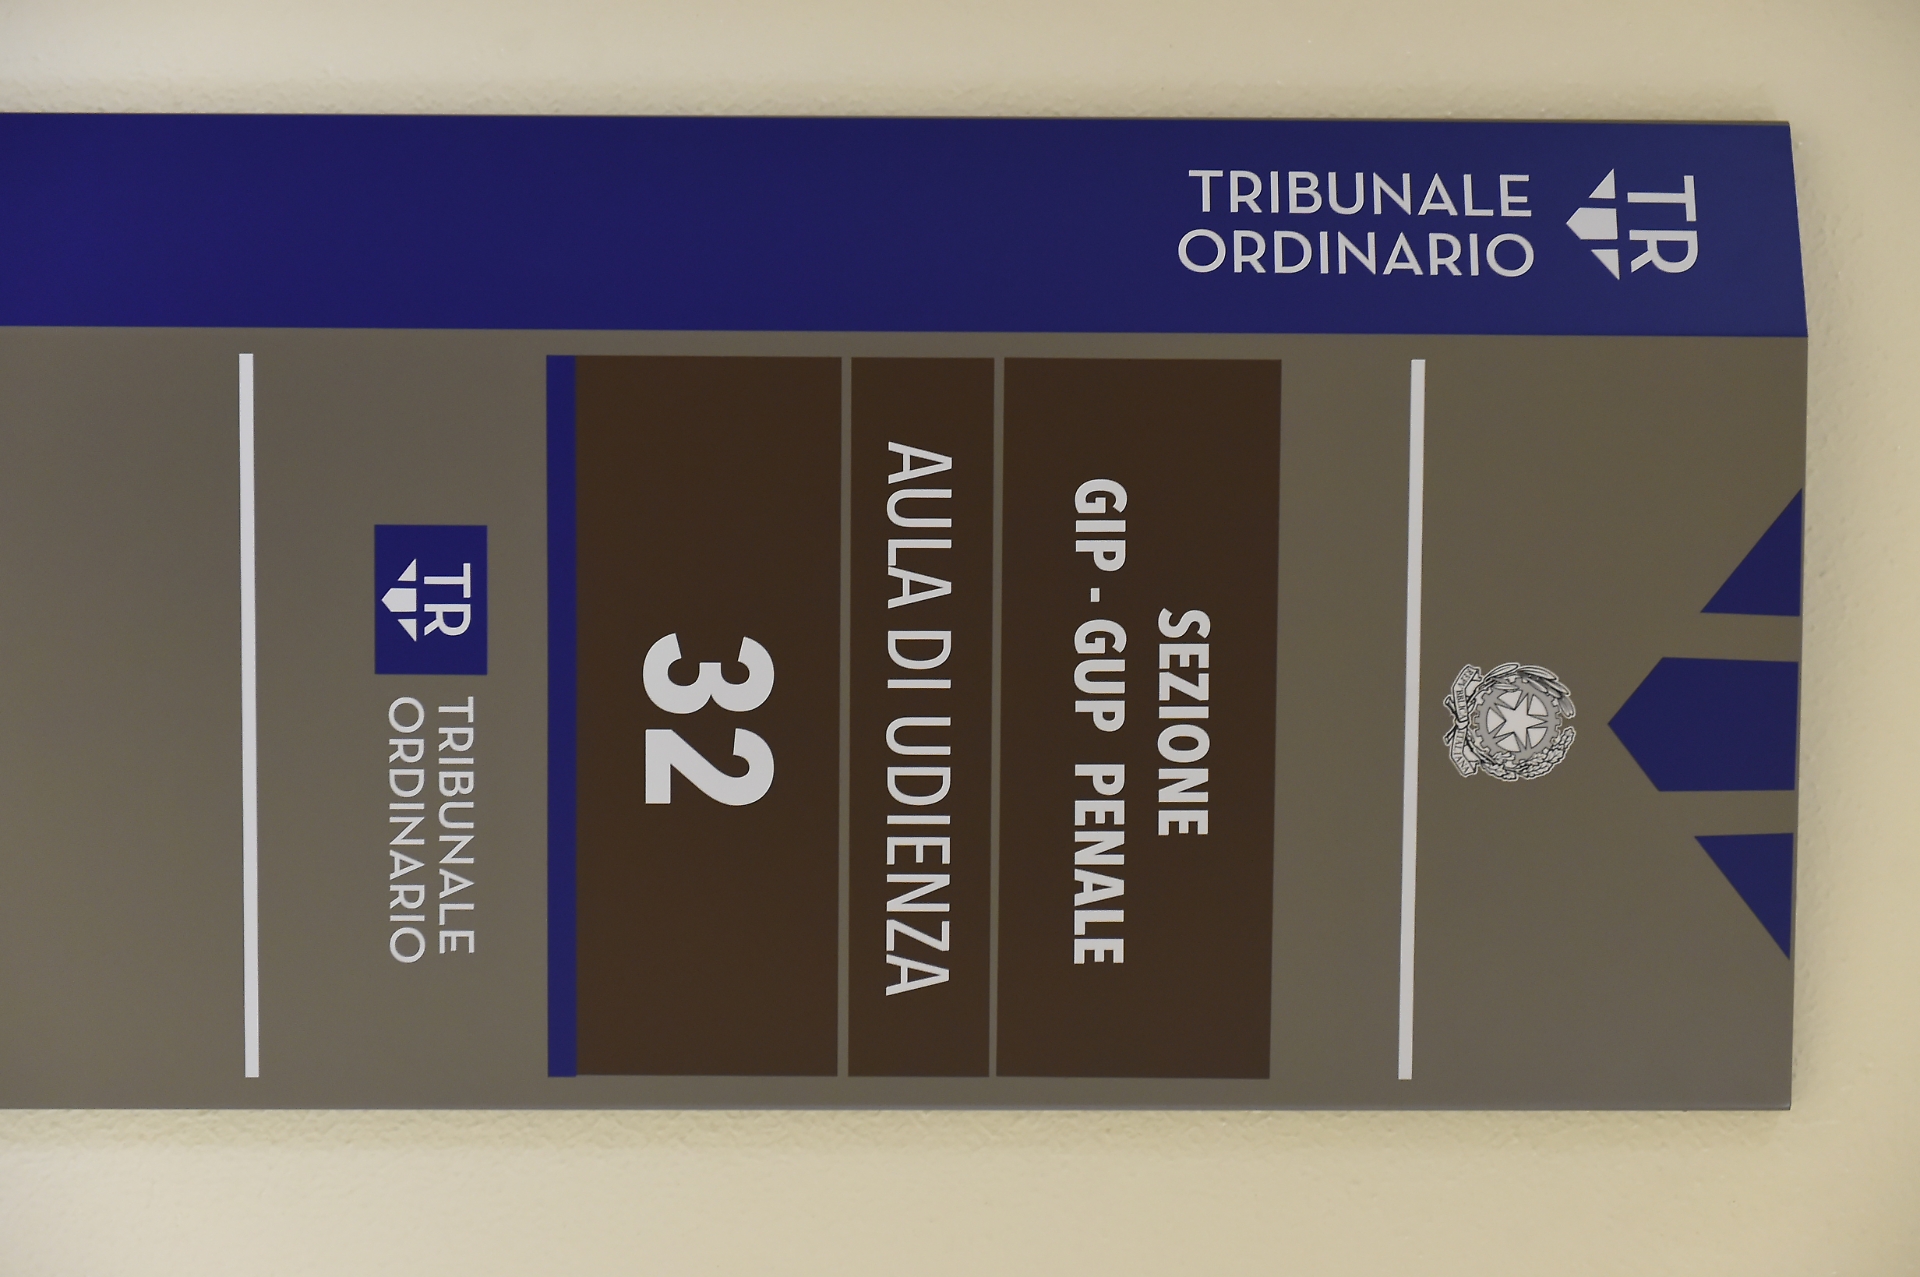 TR
TRIBUNALE
ORDINARIO
SEZIONE
GIP - GUP PENALE
AULA DI UDIENZA
32
TR
TRIBUNALE
ORDINARIO